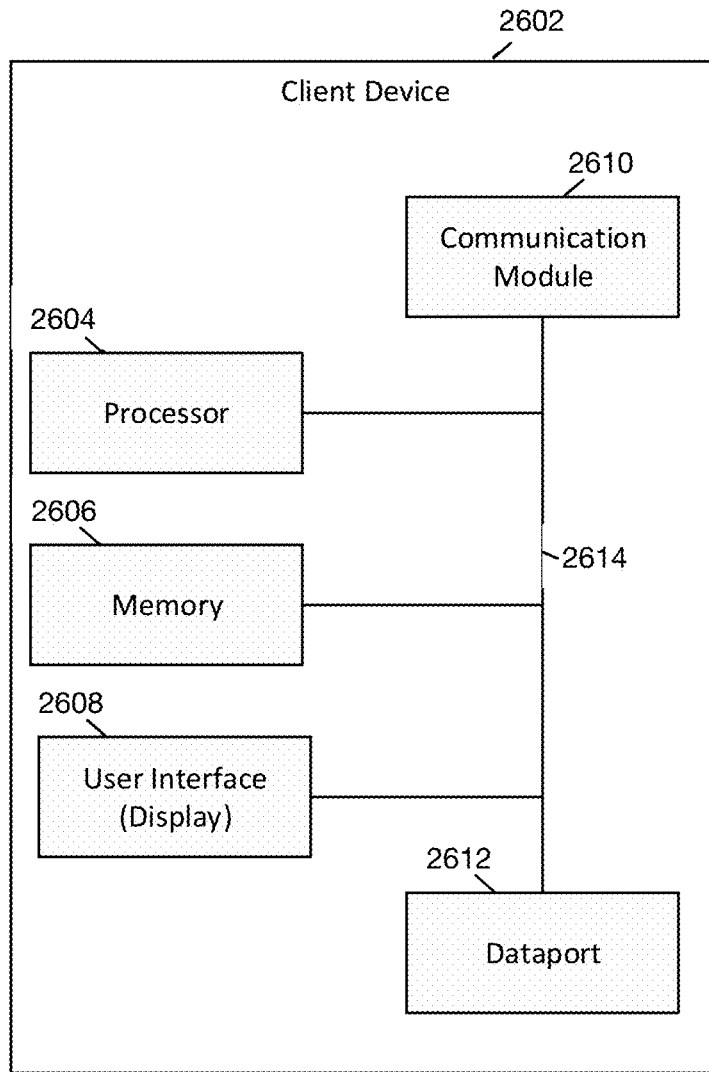 2602
Client Device
2610
Communication
Module
2604
Processor
2606
2614
Memory
2608
User Interface
(Display)
2612
Dataport